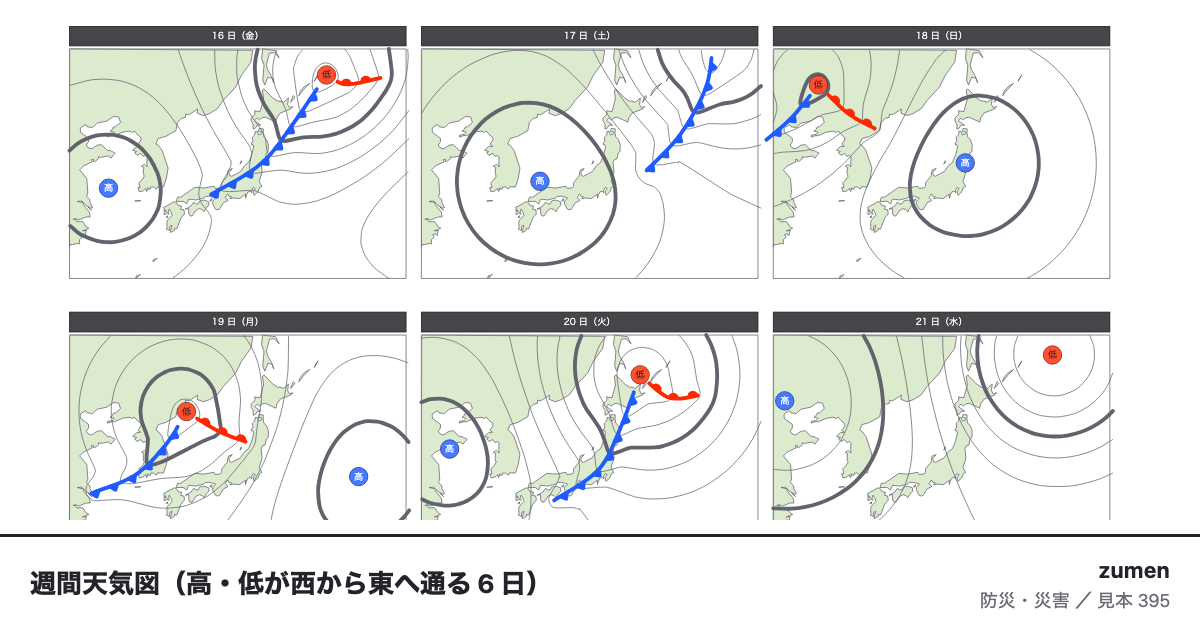 16日（金）
17日（土）
18日（日）
低
高
高
低
高
19日（月）
20日（火）
21日（水）
低
高
低
高
低
高
週間天気図（高・低が西から東へ通る6日）
zumen
防災・災害 ／ 見本 395